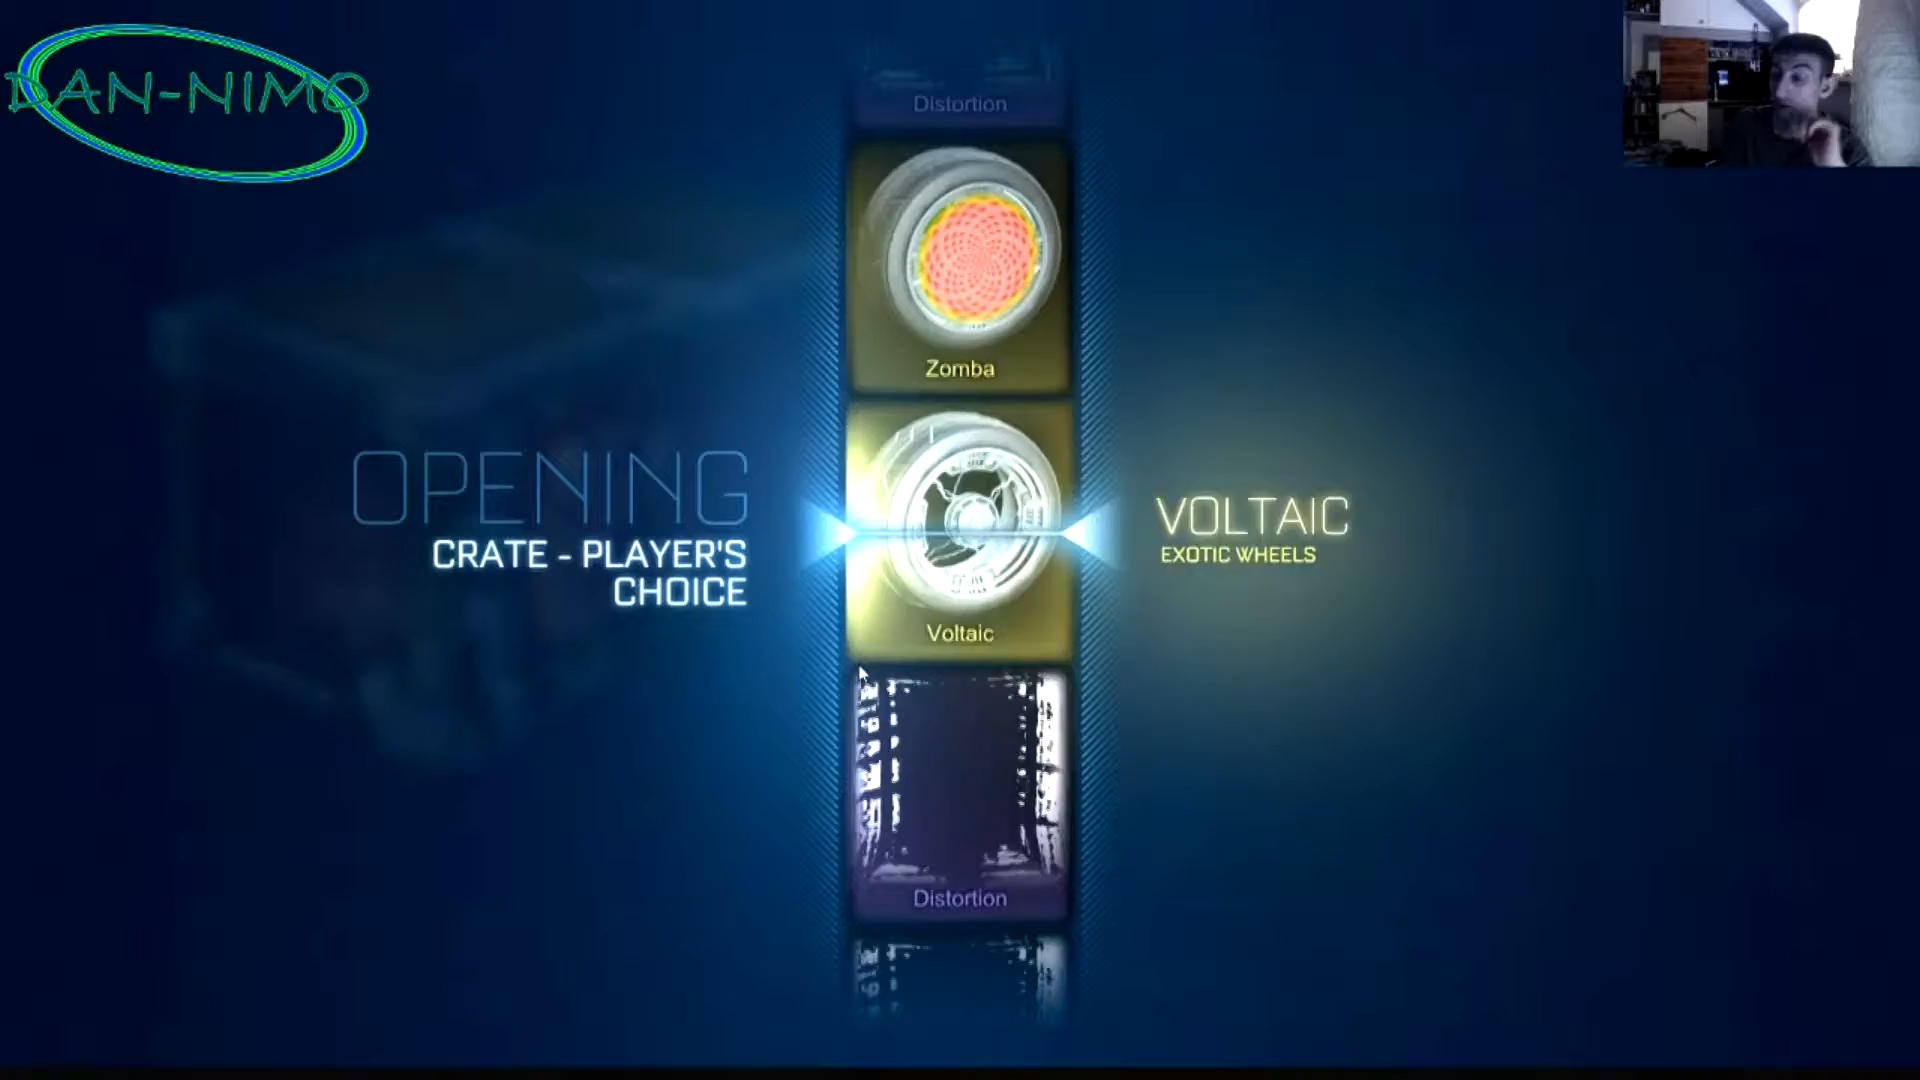 DAN-NIMO
Distortion
Zomba
OPENING
CRATE - PLAYER'S
CHOICE
Voltaic
VOLTAIC
EXOTIC WHEELS
Distortion